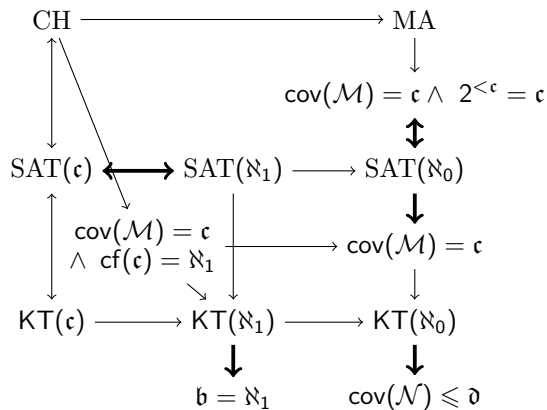 CH MA
cov(ℳ) = 𝔠 ∧ 2^{<𝔠} = 𝔠
SAT(𝔠) SAT(ℵ₁) SAT(ℵ₀)
cov(ℳ) = 𝔠
∧ cf(𝔠) = ℵ₁
cov(ℳ) = 𝔠
KT(𝔠) KT(ℵ₁) KT(ℵ₀)
𝔟 = ℵ₁ cov(𝒩) ⩽ 𝔡